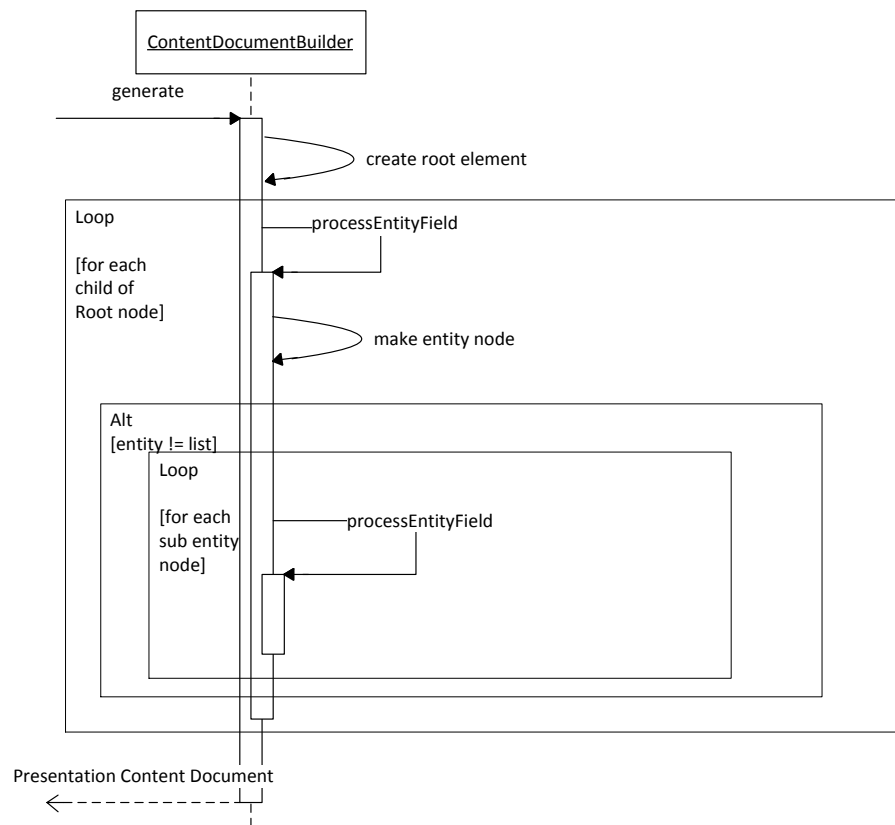 ContentDocumentBuilder
generate
create root element
Loop
processEntityField
[for each
child of
Root node]
make entity node
Alt
[entity != list]
Loop
[for each
sub entity
node]
processEntityField
Presentation Content Document